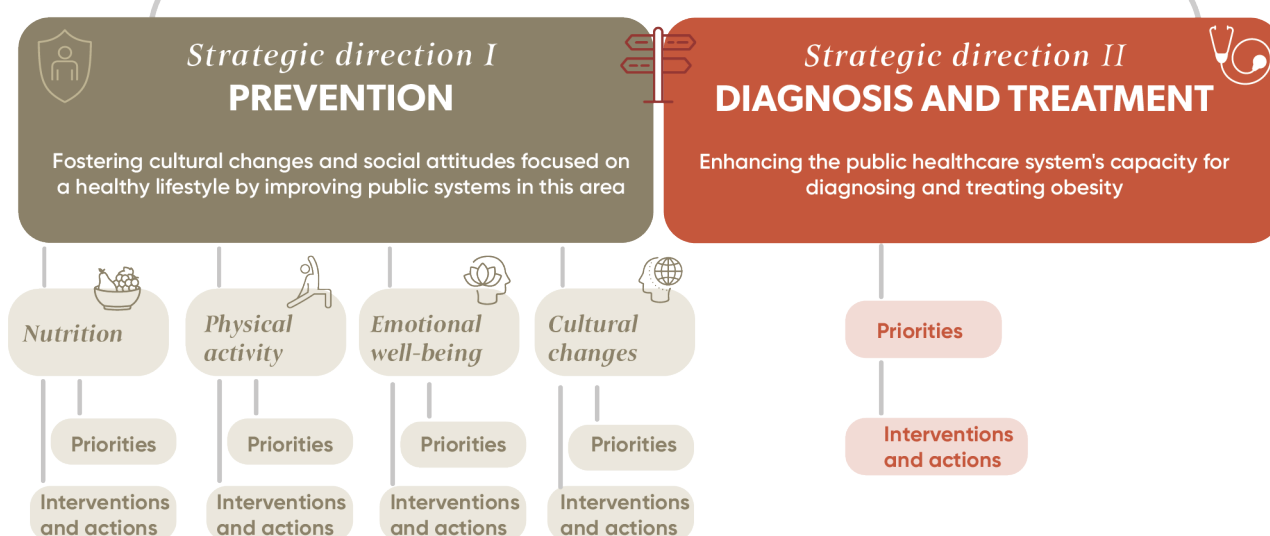 Strategic direction I
PREVENTION
Fostering cultural changes and social attitudes focused on
a healthy lifestyle by improving public systems in this area
Strategic direction II
DIAGNOSIS AND TREATMENT
Enhancing the public healthcare system's capacity for
diagnosing and treating obesity
Nutrition
Physical
activity
Emotional
well-being
Cultural
changes
Priorities
Priorities
Priorities
Priorities
Priorities
Interventions
and actions
Interventions
and actions
Interventions
and actions
Interventions
and actions
Interventions
and actions